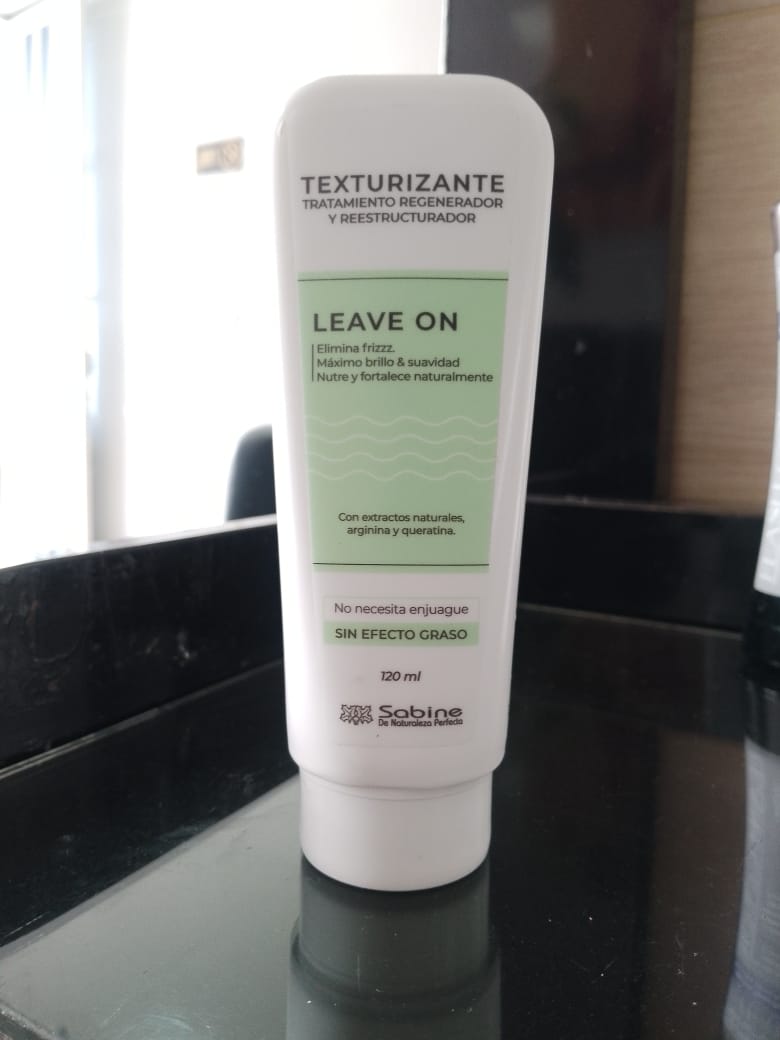 TEXTURIZANTE
TRATAMIENTO REGENERADOR
Y REESTRUCTURADOR
LEAVE ON
Elimina frizzz.
Máximo brillo & suavidad
Nutre y fortalece naturalmente
Con extractos naturales,
arginina y queratina.
No necesita enjuague
SIN EFECTO GRASO
120 ml
Sabine
De Naturaleza Perfecta